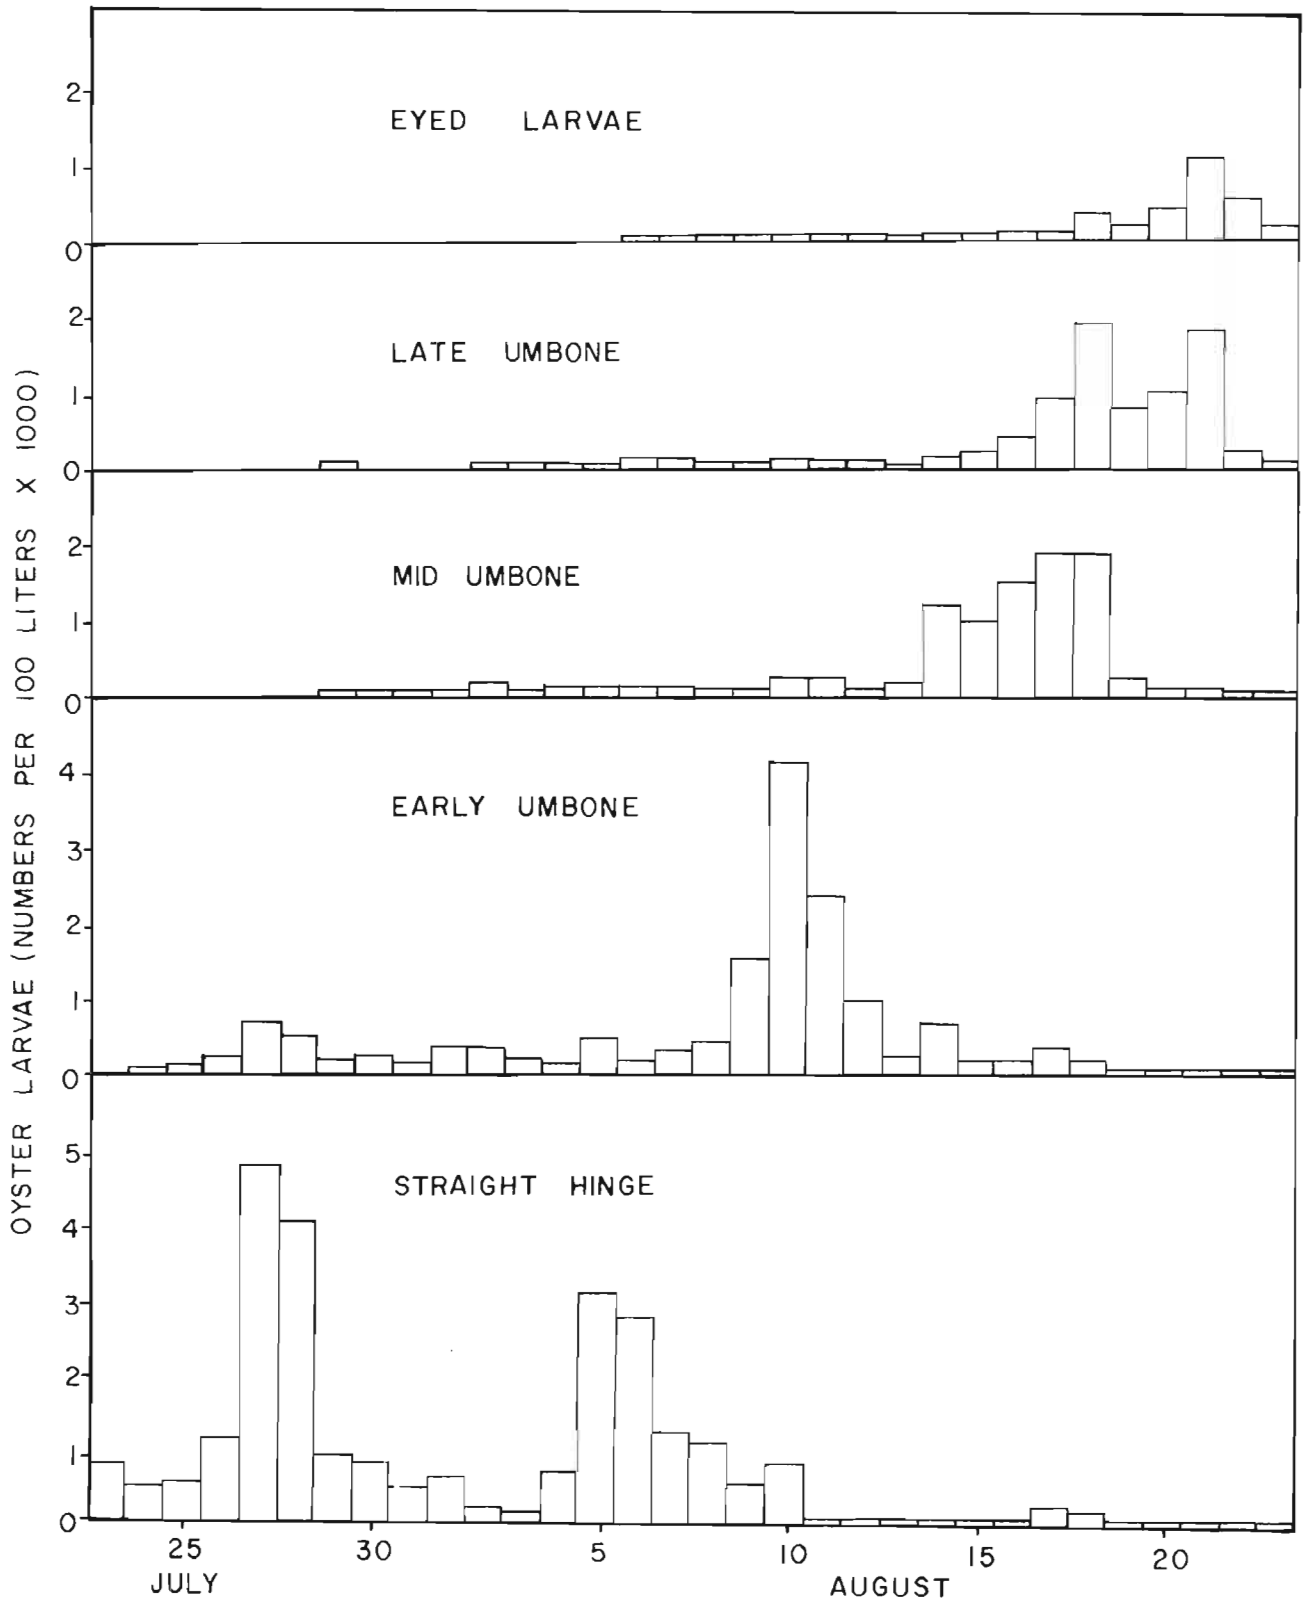 OYSTER LARVAE (NUMBERS PER 100 LITERS X 1000)
2
EYED LARVAE
1
0
2
LATE UMBONE
1
0
2
MID UMBONE
1
0
4
EARLY UMBONE
3
2
1
0
5
STRAIGHT HINGE
4
3
2
1
0
25 30 5 10 15 20
JULY AUGUST